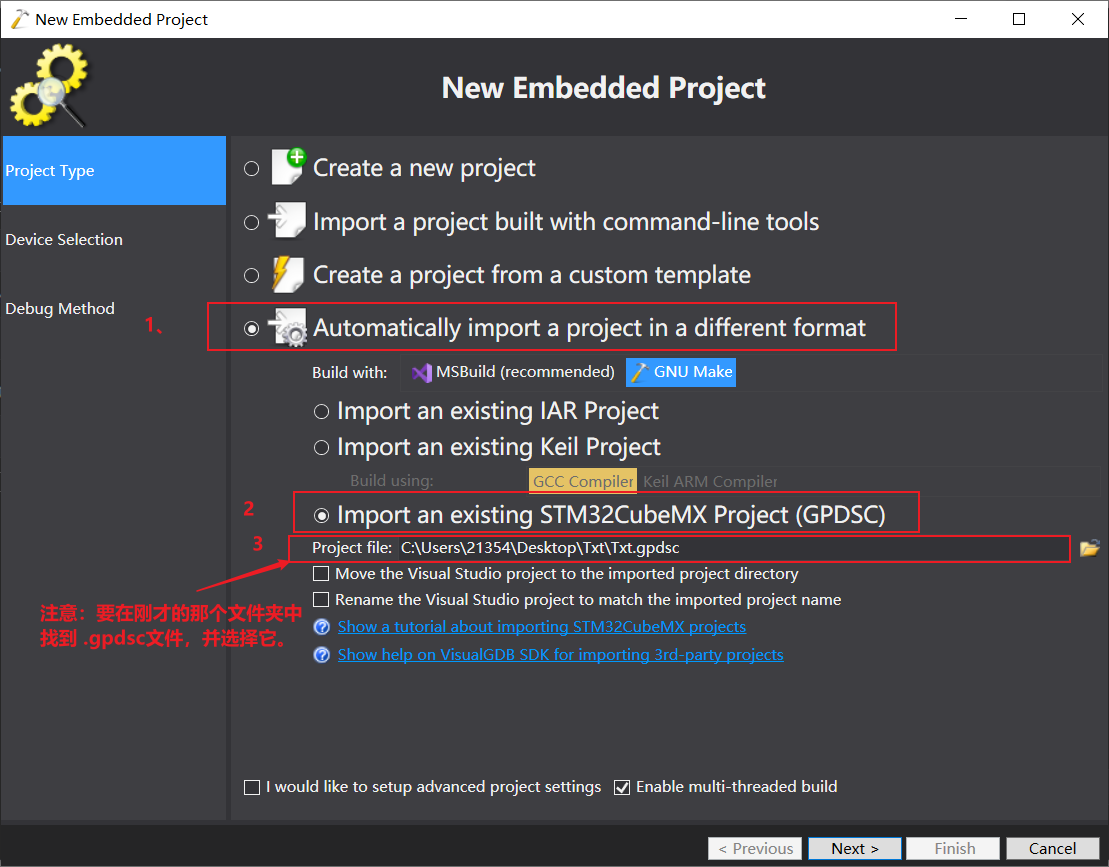 New Embedded Project
New Embedded Project
Project Type
Device Selection
Debug Method
Create a new project
Import a project built with command-line tools
Create a project from a custom template
1、
Automatically import a project in a different format
Build with: MSBuild (recommended) GNU Make
Import an existing IAR Project
Import an existing Keil Project
Build using: GCC Compiler Keil ARM Compiler
2
Import an existing STM32CubeMX Project (GPDSC)
3
Project file: C:\Users\21354\Desktop\Txt\Txt.gpdsc
Move the Visual Studio project to the imported project directory
Rename the Visual Studio project to match the imported project name
注意：要在刚才的那个文件夹中
找到 .gpdsc文件，并选择它。
Show a tutorial about importing STM32CubeMX projects
Show help on VisualGDB SDK for importing 3rd-party projects
I would like to setup advanced project settings Enable multi-threaded build
< Previous Next > Finish Cancel